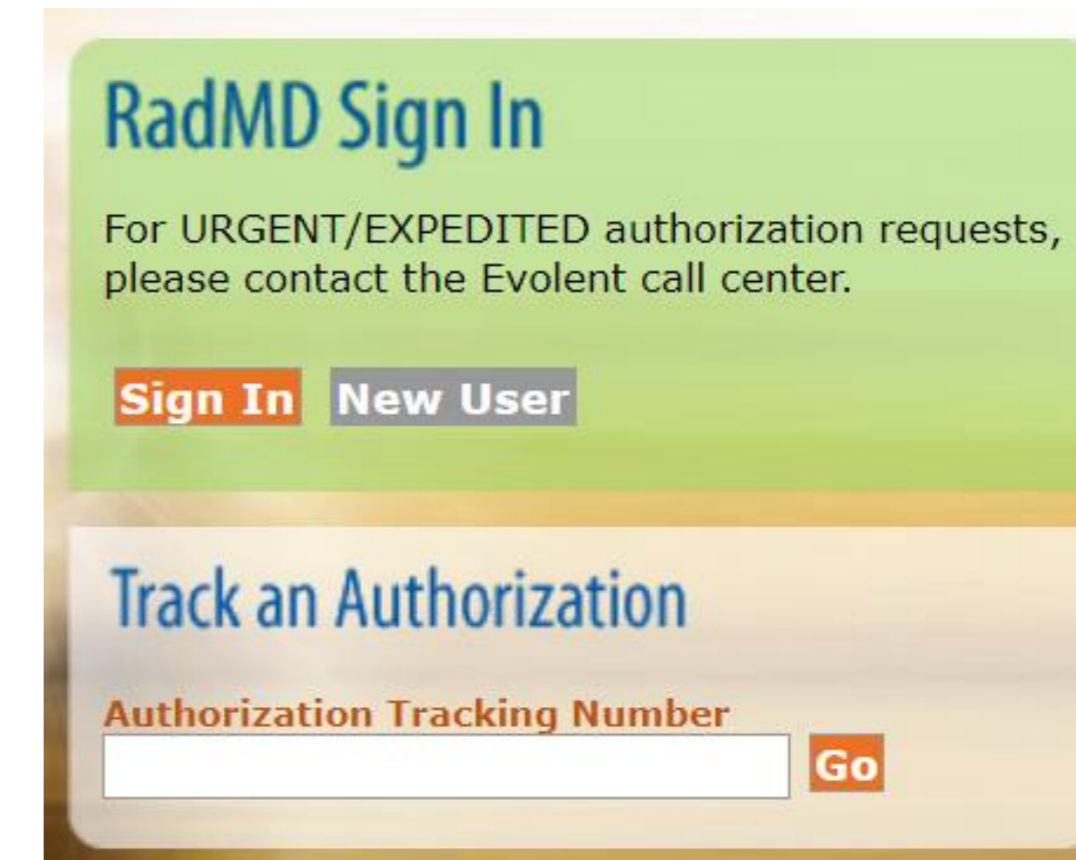 RadMD Sign In
For URGENT/EXPEDITED authorization requests,
please contact the Evolent call center.
Sign In New User
Track an Authorization
Authorization Tracking Number
Go